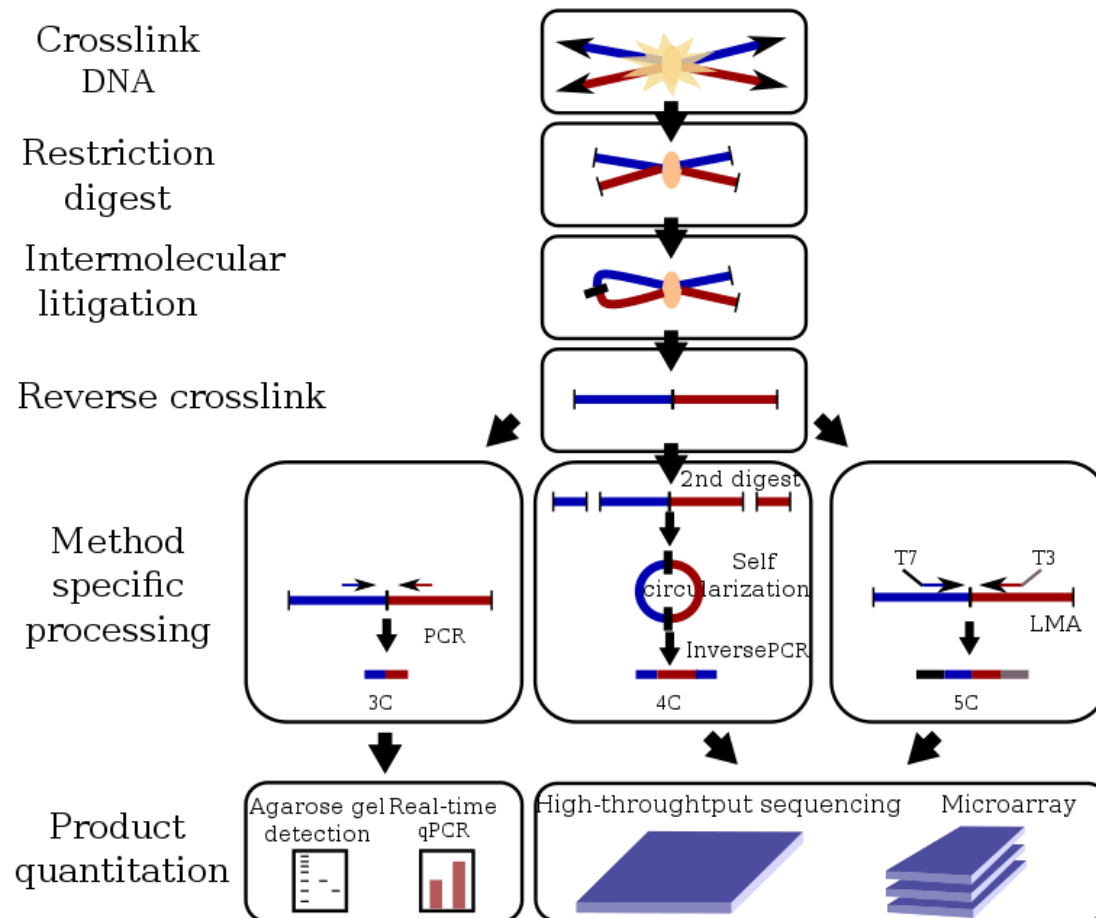 Crosslink
DNA
Restriction
digest
Intermolecular
litigation
Reverse crosslink
Method
specific
processing
PCR
3C
2nd digest
Self
circularization
InversePCR
4C
T7
T3
LMA
5C
Product
quantitation
Agarose gel
detection
Real-time
qPCR
High-throughtput sequencing
Microarray